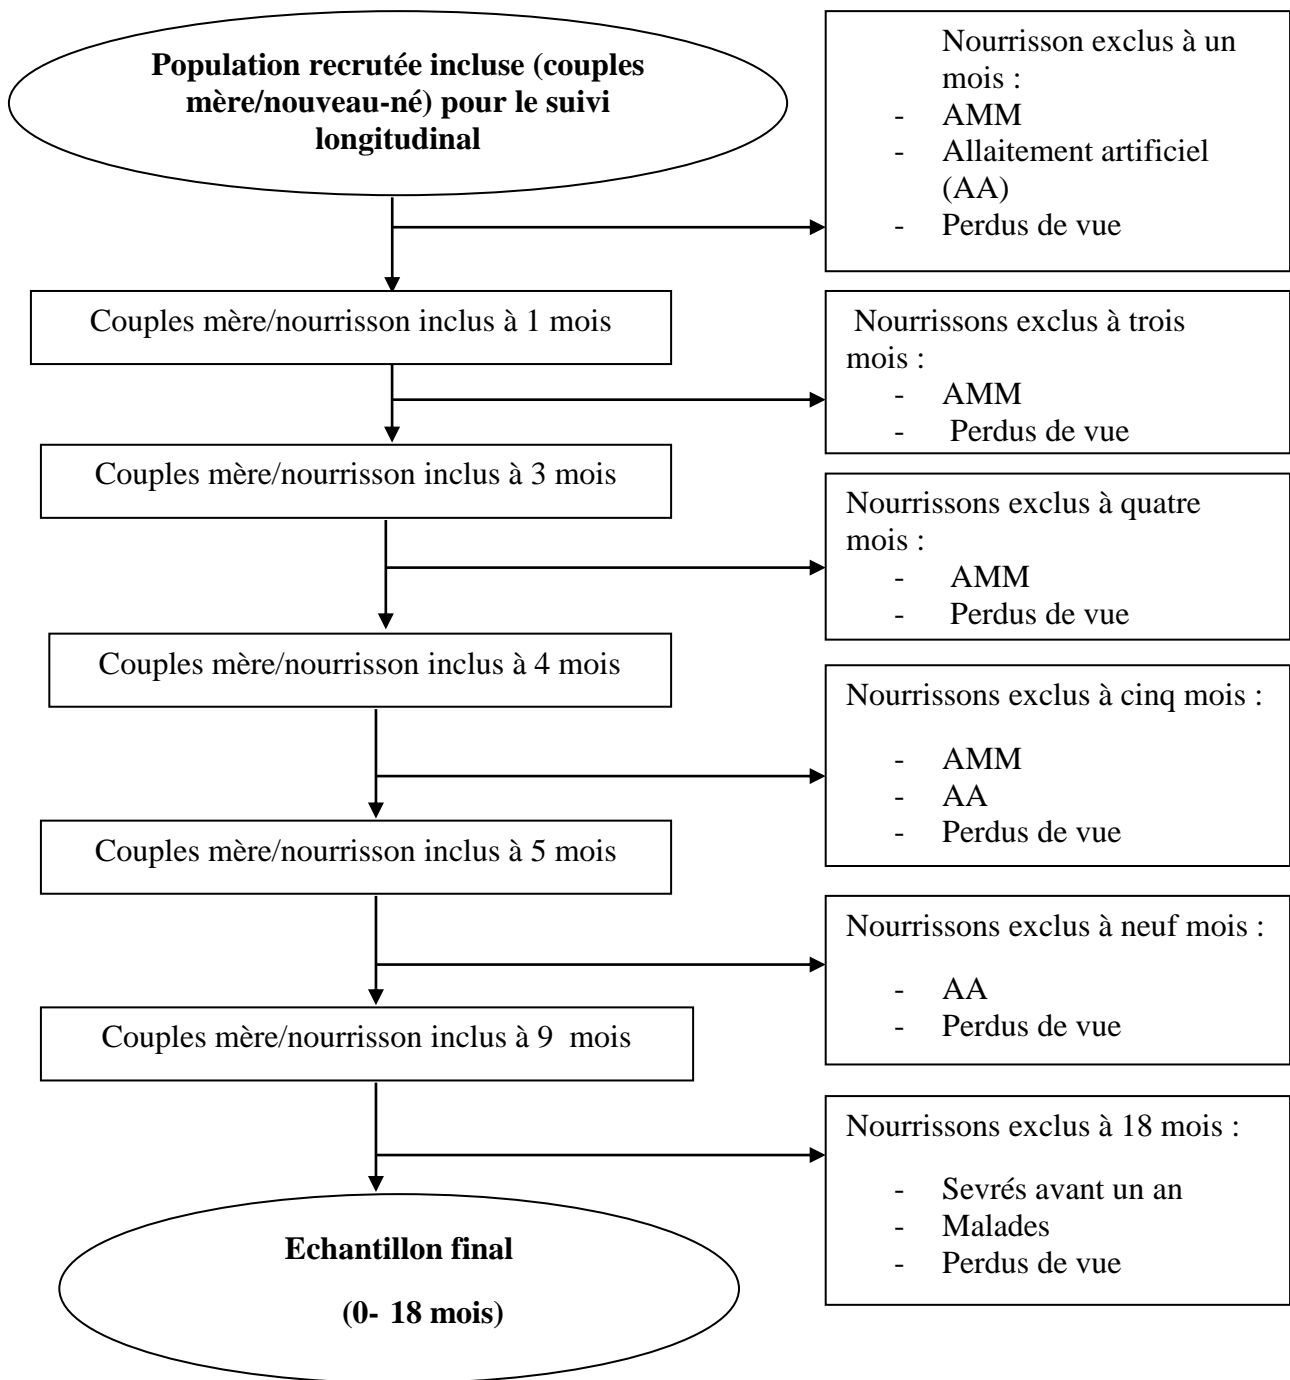 Population recrutée incluse (couples
mère/nouveau-né) pour le suivi
longitudinal
Nourrisson exclus à un
mois :
- AMM
- Allaitement artificiel
(AA)
- Perdus de vue
Couples mère/nourrisson inclus à 1 mois
Nourrissons exclus à trois
mois :
- AMM
- Perdus de vue
Couples mère/nourrisson inclus à 3 mois
Nourrissons exclus à quatre
mois :
- AMM
- Perdus de vue
Couples mère/nourrisson inclus à 4 mois
Nourrissons exclus à cinq mois :
- AMM
- AA
- Perdus de vue
Couples mère/nourrisson inclus à 5 mois
Nourrissons exclus à neuf mois :
- AA
- Perdus de vue
Couples mère/nourrisson inclus à 9 mois
Nourrissons exclus à 18 mois :
- Sevrés avant un an
- Malades
- Perdus de vue
Echantillon final
(0- 18 mois)